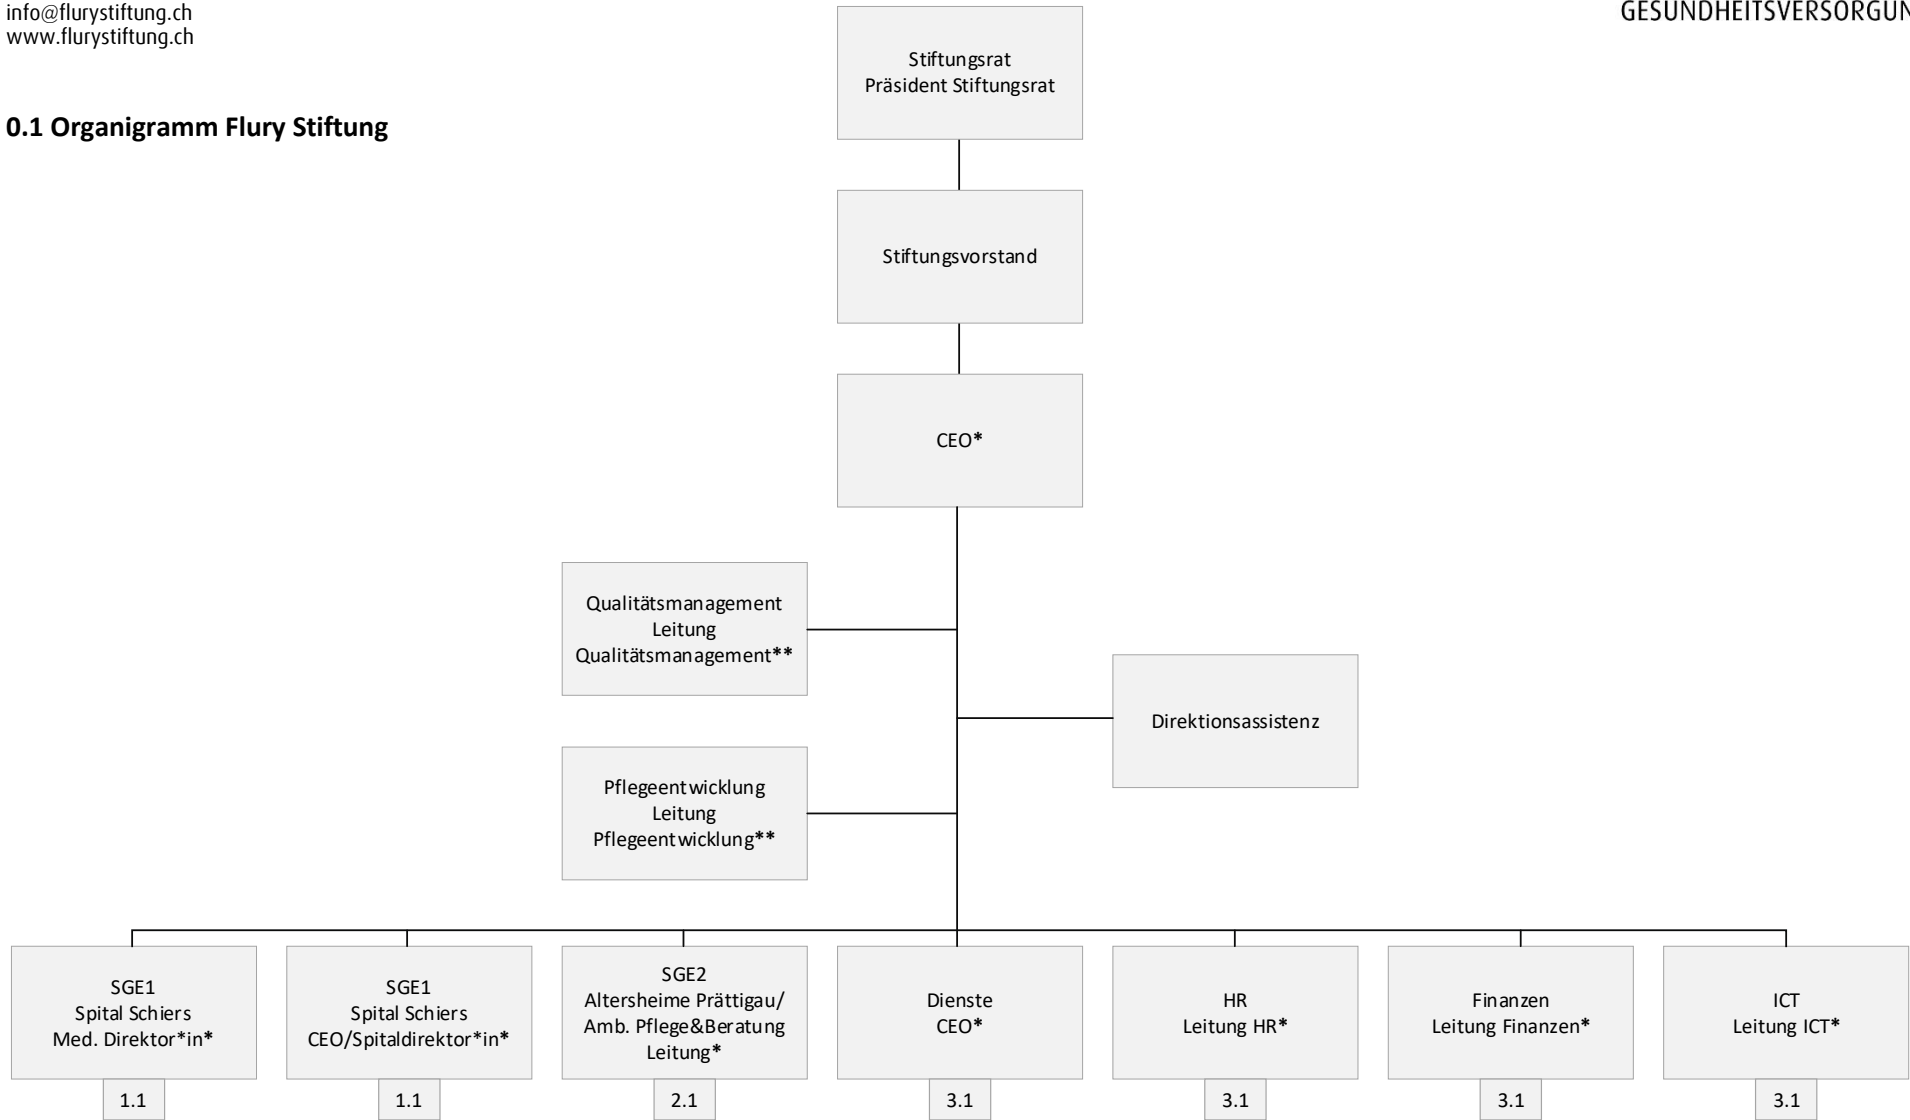 info@flurystiftung.ch
www.flurystiftung.ch
GESUNDHEITSVERSORGUN
0.1 Organigramm Flury Stiftung
Stiftungsrat
Präsident Stiftungsrat
Stiftungsvorstand
CEO*
Qualitätsmanagement
Leitung
Qualitätsmanagement**
Direktionsassistenz
Pflegeentwicklung
Leitung
Pflegeentwicklung**
SGE1
Spital Schiers
Med. Direktor*in*
1.1
SGE1
Spital Schiers
CEO/Spitaldirektor*in*
1.1
SGE2
Altersheime Prättigau/
Amb. Pflege&Beratung
Leitung*
2.1
Dienste
CEO*
3.1
HR
Leitung HR*
3.1
Finanzen
Leitung Finanzen*
3.1
ICT
Leitung ICT*
3.1